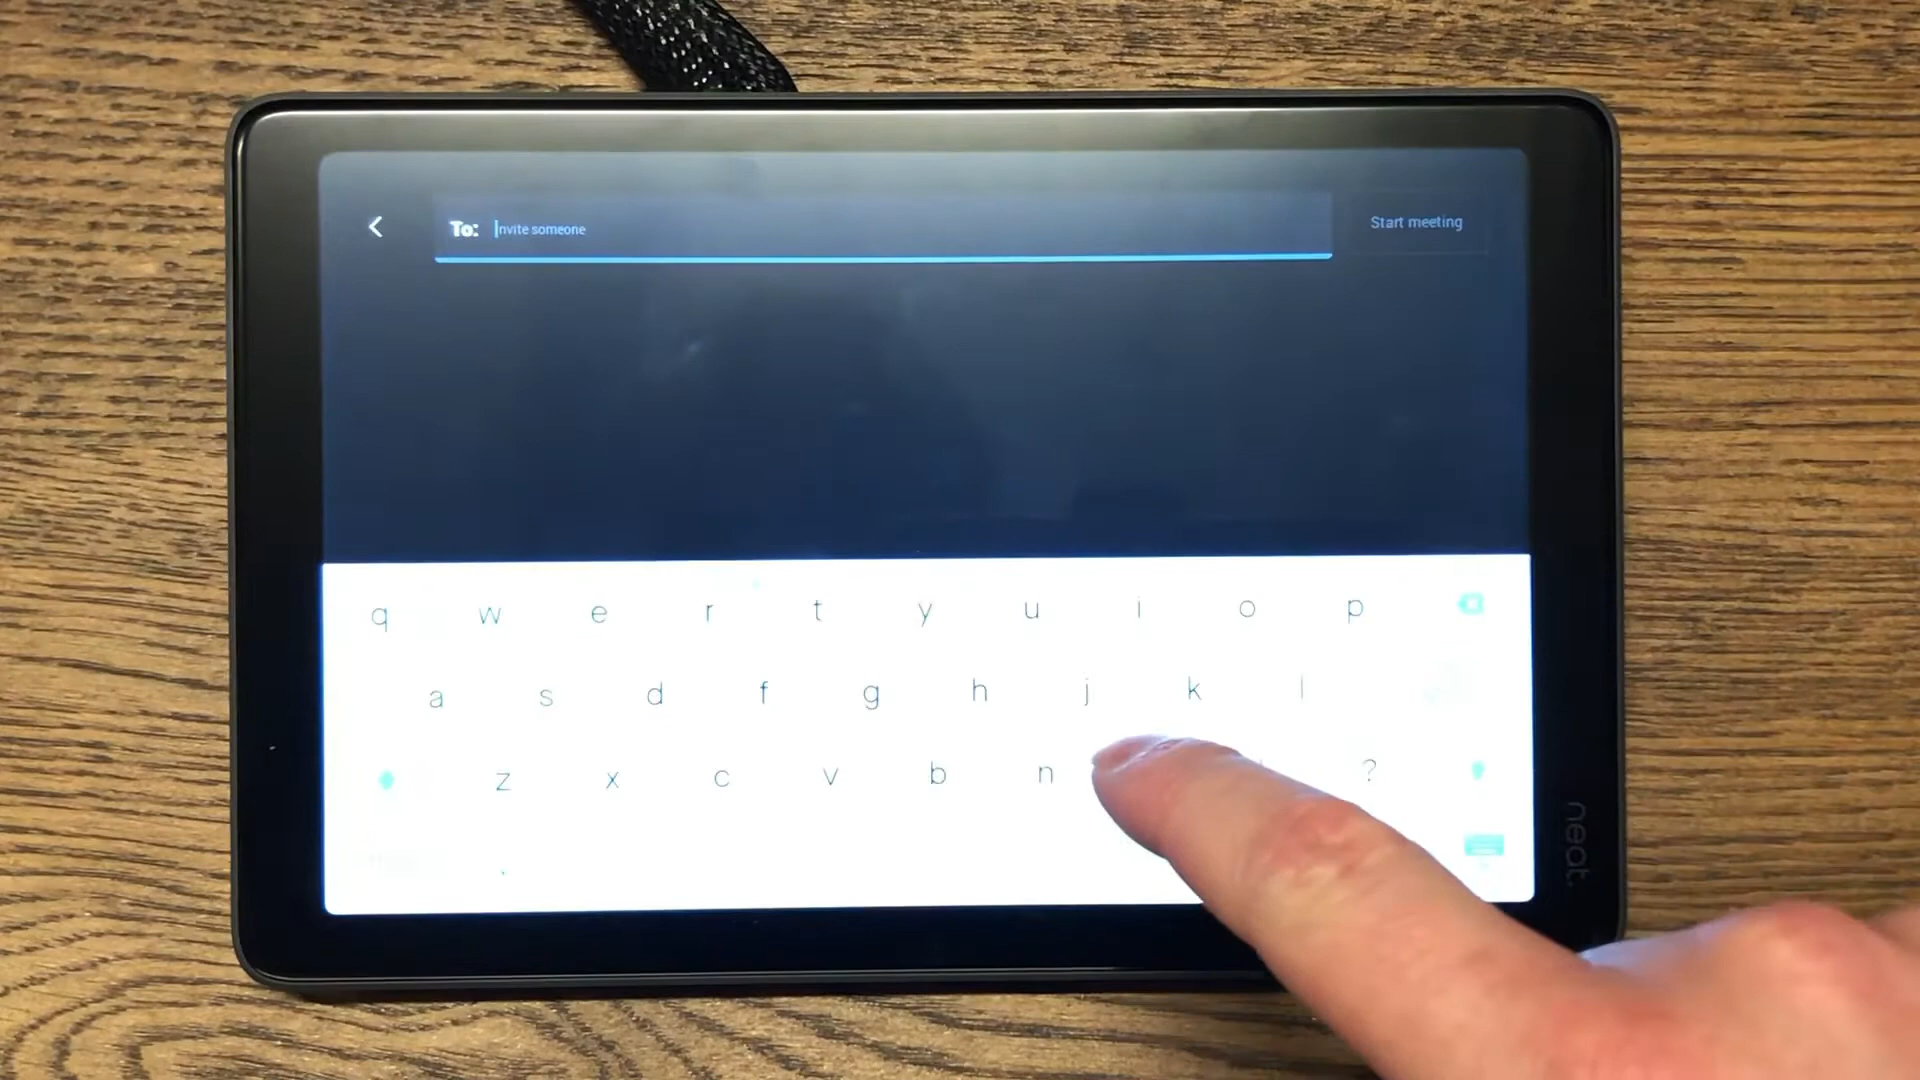 To: Invite someone
Start meeting
q w e r t y u i o p
a s d f g h j k l
z x c v b n ?
neat.